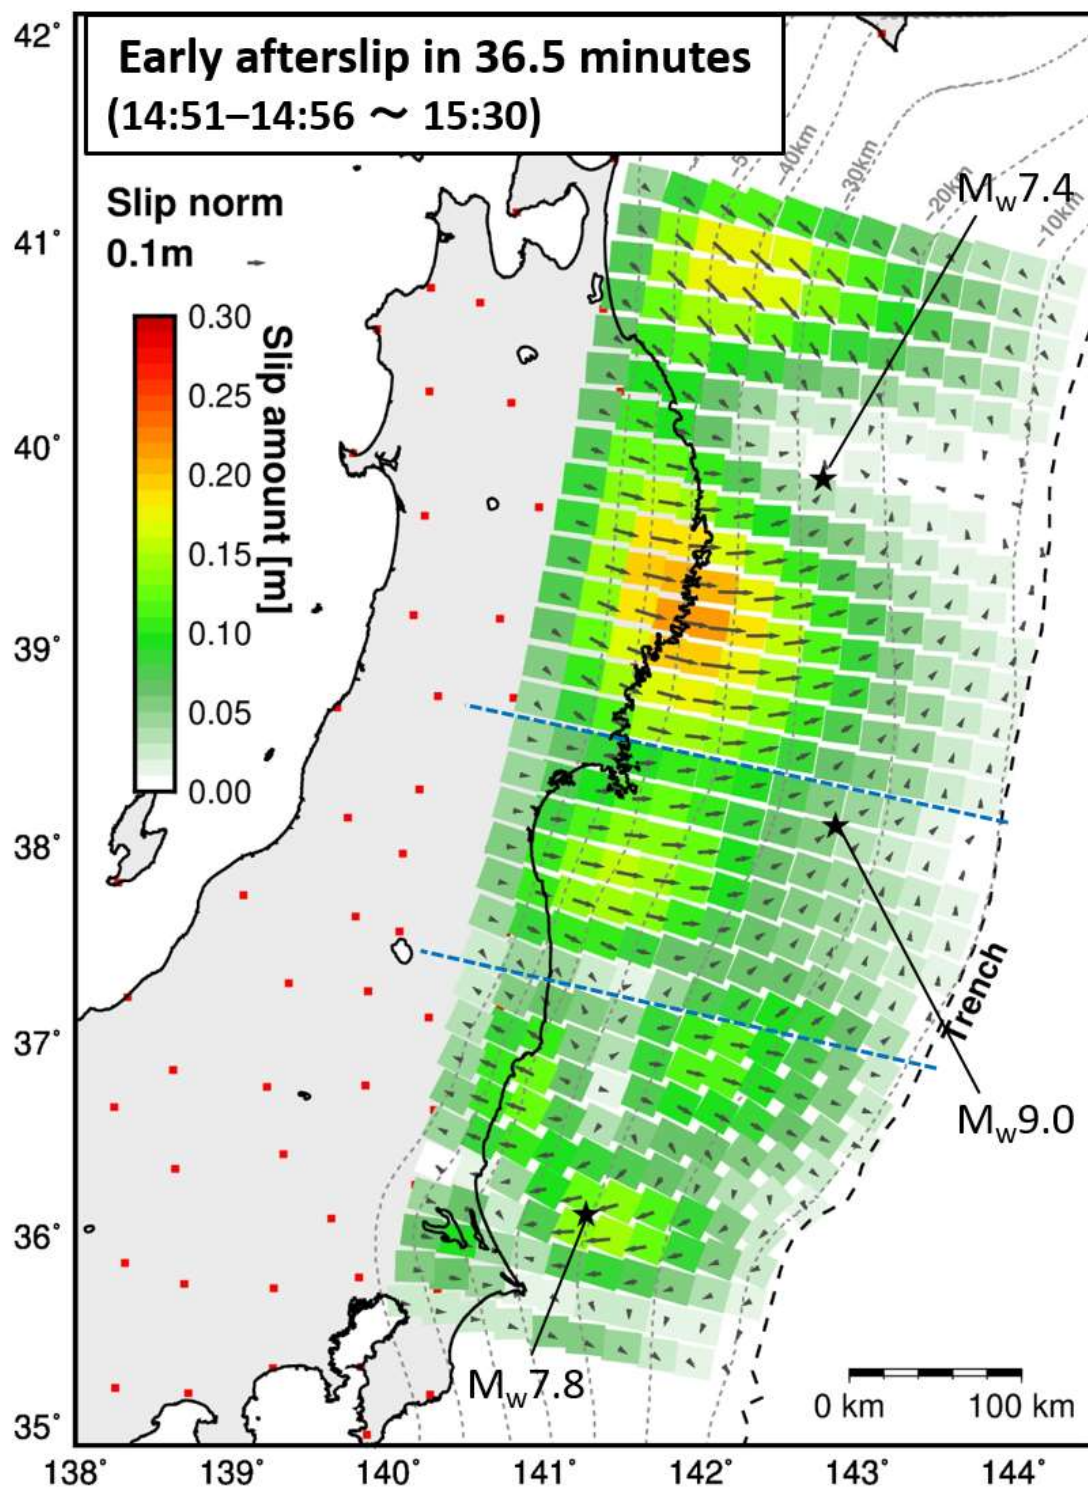 Early afterslip in 36.5 minutes
(14:51–14:56 ～ 15:30)
Slip norm
0.1m
Slip amount [m]
0.30
0.25
0.20
0.15
0.10
0.05
0.00
-40km
-30km
-20km
-10km
Mw7.4
Mw9.0
Mw7.8
Trench
0 km 100 km
42˚
41˚
40˚
39˚
38˚
37˚
36˚
35˚
138˚ 139˚ 140˚ 141˚ 142˚ 143˚ 144˚